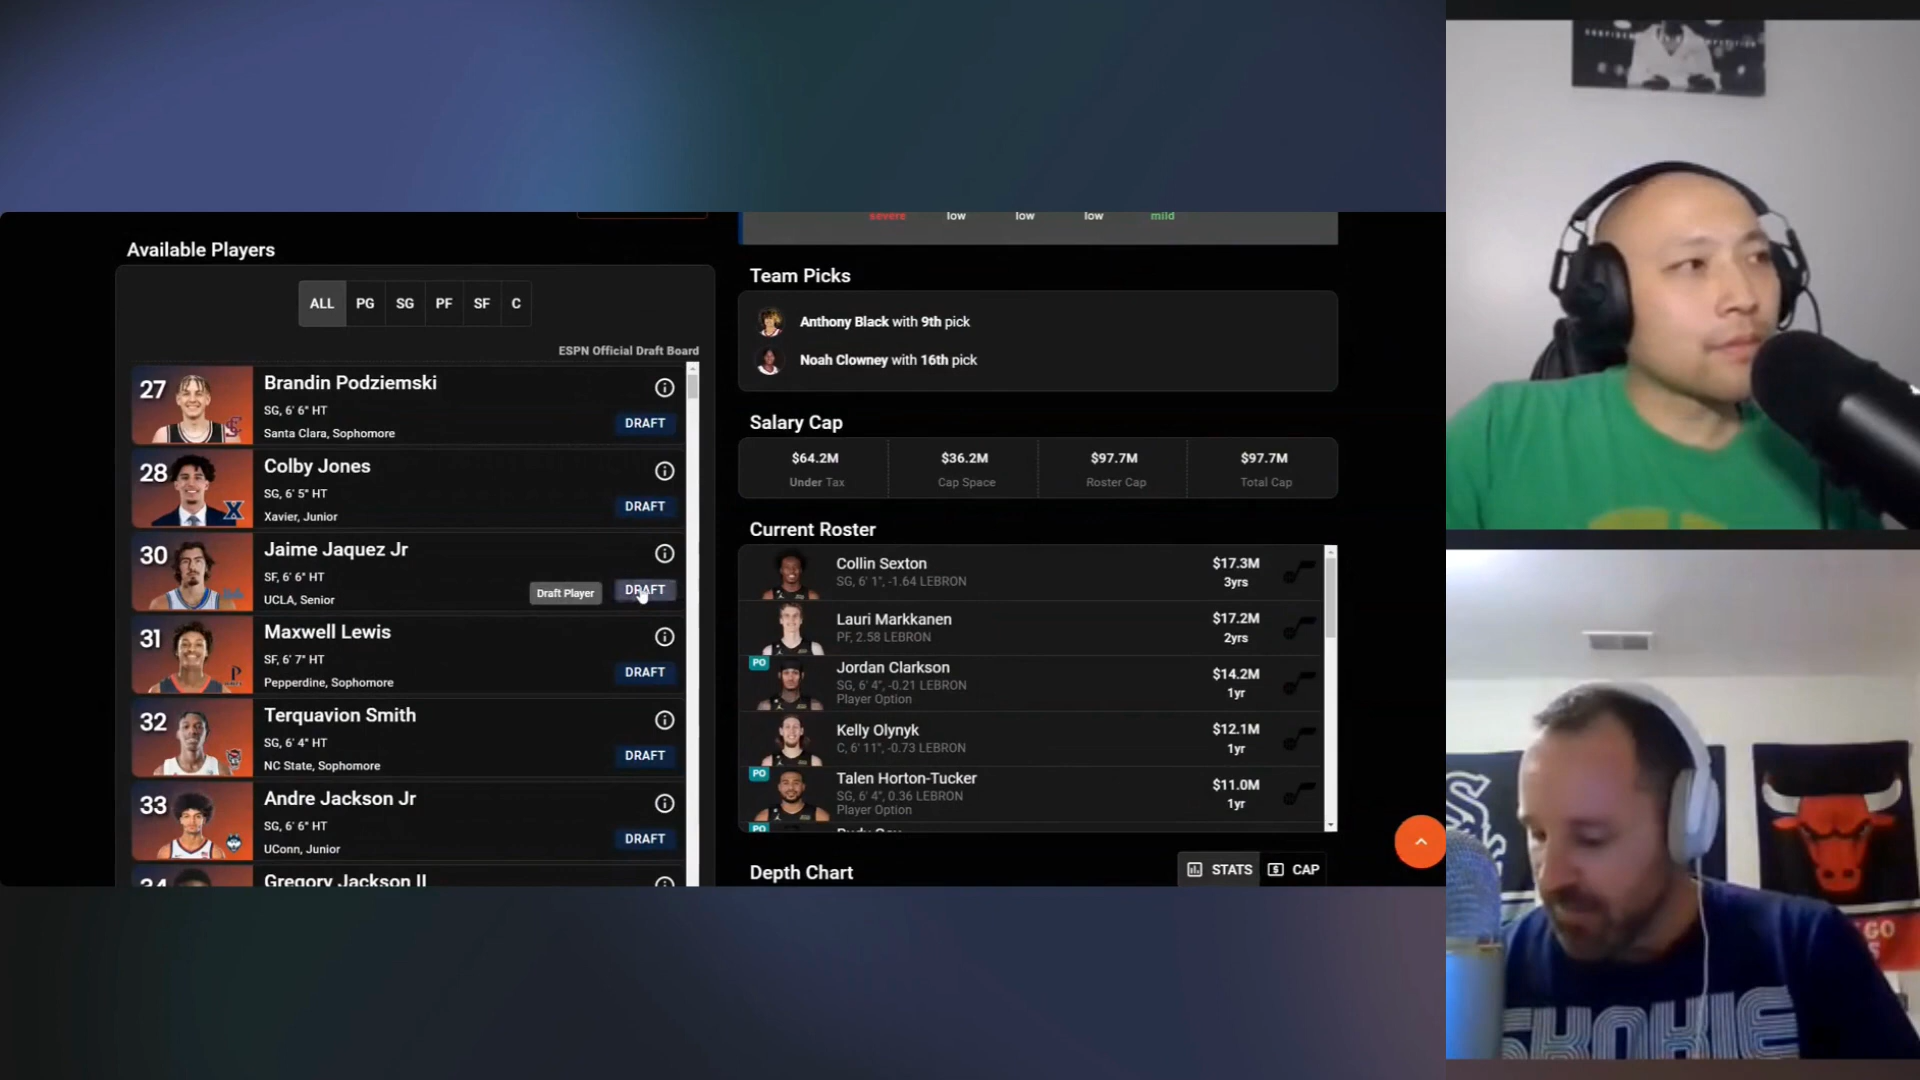 severe low low low mild
Available Players
ALL PG SG PF SF C
ESPN Official Draft Board
27 Brandin Podziemski
SG, 6' 6" HT
Santa Clara, Sophomore
DRAFT
28 Colby Jones
SG, 6' 5" HT
Xavier, Junior
DRAFT
30 Jaime Jaquez Jr
SF, 6' 6" HT
UCLA, Senior
Draft Player
DRAFT
31 Maxwell Lewis
SF, 6' 7" HT
Pepperdine, Sophomore
DRAFT
32 Terquavion Smith
SG, 6' 4" HT
NC State, Sophomore
DRAFT
33 Andre Jackson Jr
SG, 6' 6" HT
UConn, Junior
DRAFT
34 Gregory Jackson II
Team Picks
Anthony Black with 9th pick
Noah Clowney with 16th pick
Salary Cap
$64.2M $36.2M $97.7M $97.7M
Under Tax Cap Space Roster Cap Total Cap
Current Roster
Collin Sexton $17.3M
SG, 6' 1", -1.64 LEBRON 3yrs
Lauri Markkanen $17.2M
PF, 2.58 LEBRON 2yrs
PO Jordan Clarkson $14.2M
SG, 6' 4", -0.21 LEBRON
Player Option 1yr
Kelly Olynyk $12.1M
C, 6' 11", -0.73 LEBRON 1yr
PO Talen Horton-Tucker $11.0M
SG, 6' 4", 0.36 LEBRON
Player Option 1yr
PO Rudy Gay
Depth Chart STATS CAP
SKOKIE